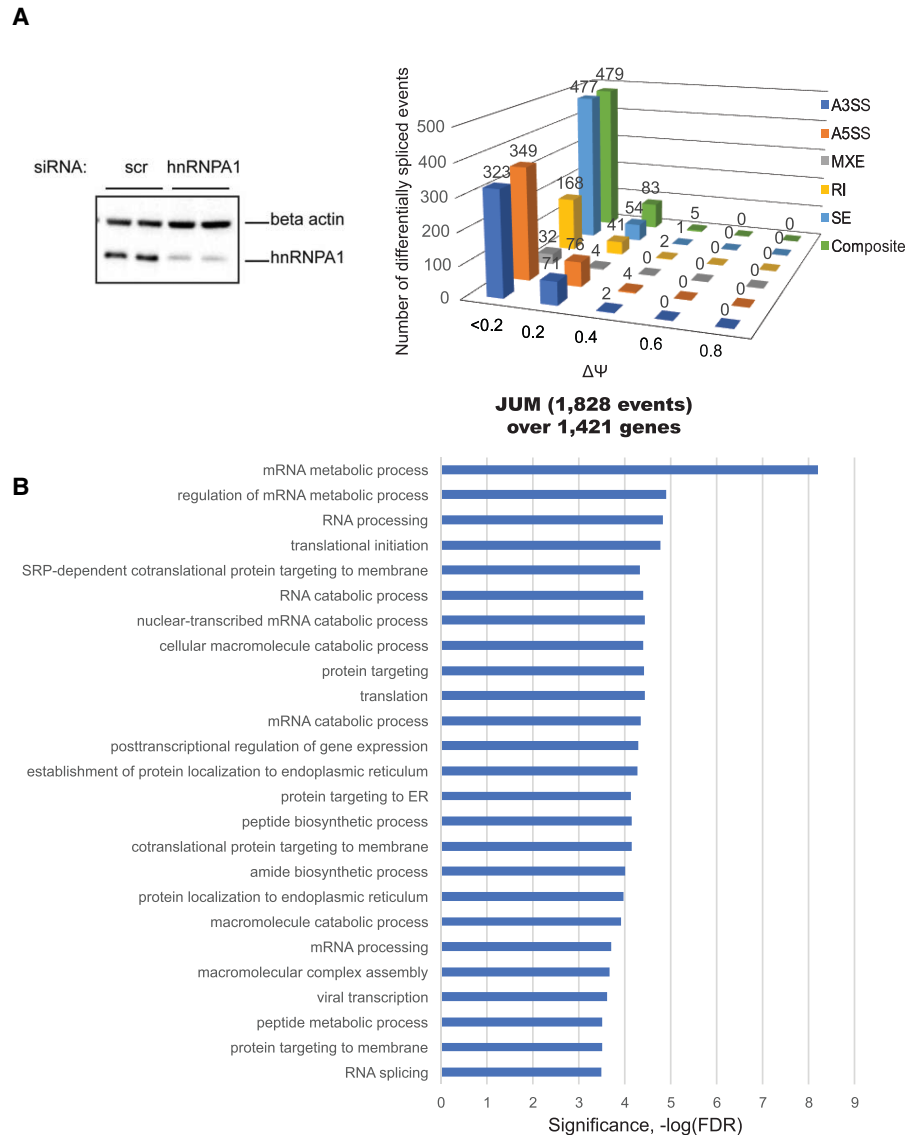 A
siRNA: scr hnRNPA1
beta actin
hnRNPA1
Number of differentially spliced events
500
400
300
200
100
0
477 479
323 349
168
32
54 83
41
71 76 4
5 0 0
1 0 0
2 0 0
0 0 0
4 0 0
2 0 0
<0.2 0.2 0.4 0.6 0.8
ΔΨ
A3SS
A5SS
MXE
RI
SE
Composite
JUM (1,828 events)
over 1,421 genes
B
mRNA metabolic process
regulation of mRNA metabolic process
RNA processing
translational initiation
SRP-dependent cotranslational protein targeting to membrane
RNA catabolic process
nuclear-transcribed mRNA catabolic process
cellular macromolecule catabolic process
protein targeting
translation
mRNA catabolic process
posttranscriptional regulation of gene expression
establishment of protein localization to endoplasmic reticulum
protein targeting to ER
peptide biosynthetic process
cotranslational protein targeting to membrane
amide biosynthetic process
protein localization to endoplasmic reticulum
macromolecule catabolic process
mRNA processing
macromolecular complex assembly
viral transcription
peptide metabolic process
protein targeting to membrane
RNA splicing
0 1 2 3 4 5 6 7 8 9
Significance, -log(FDR)